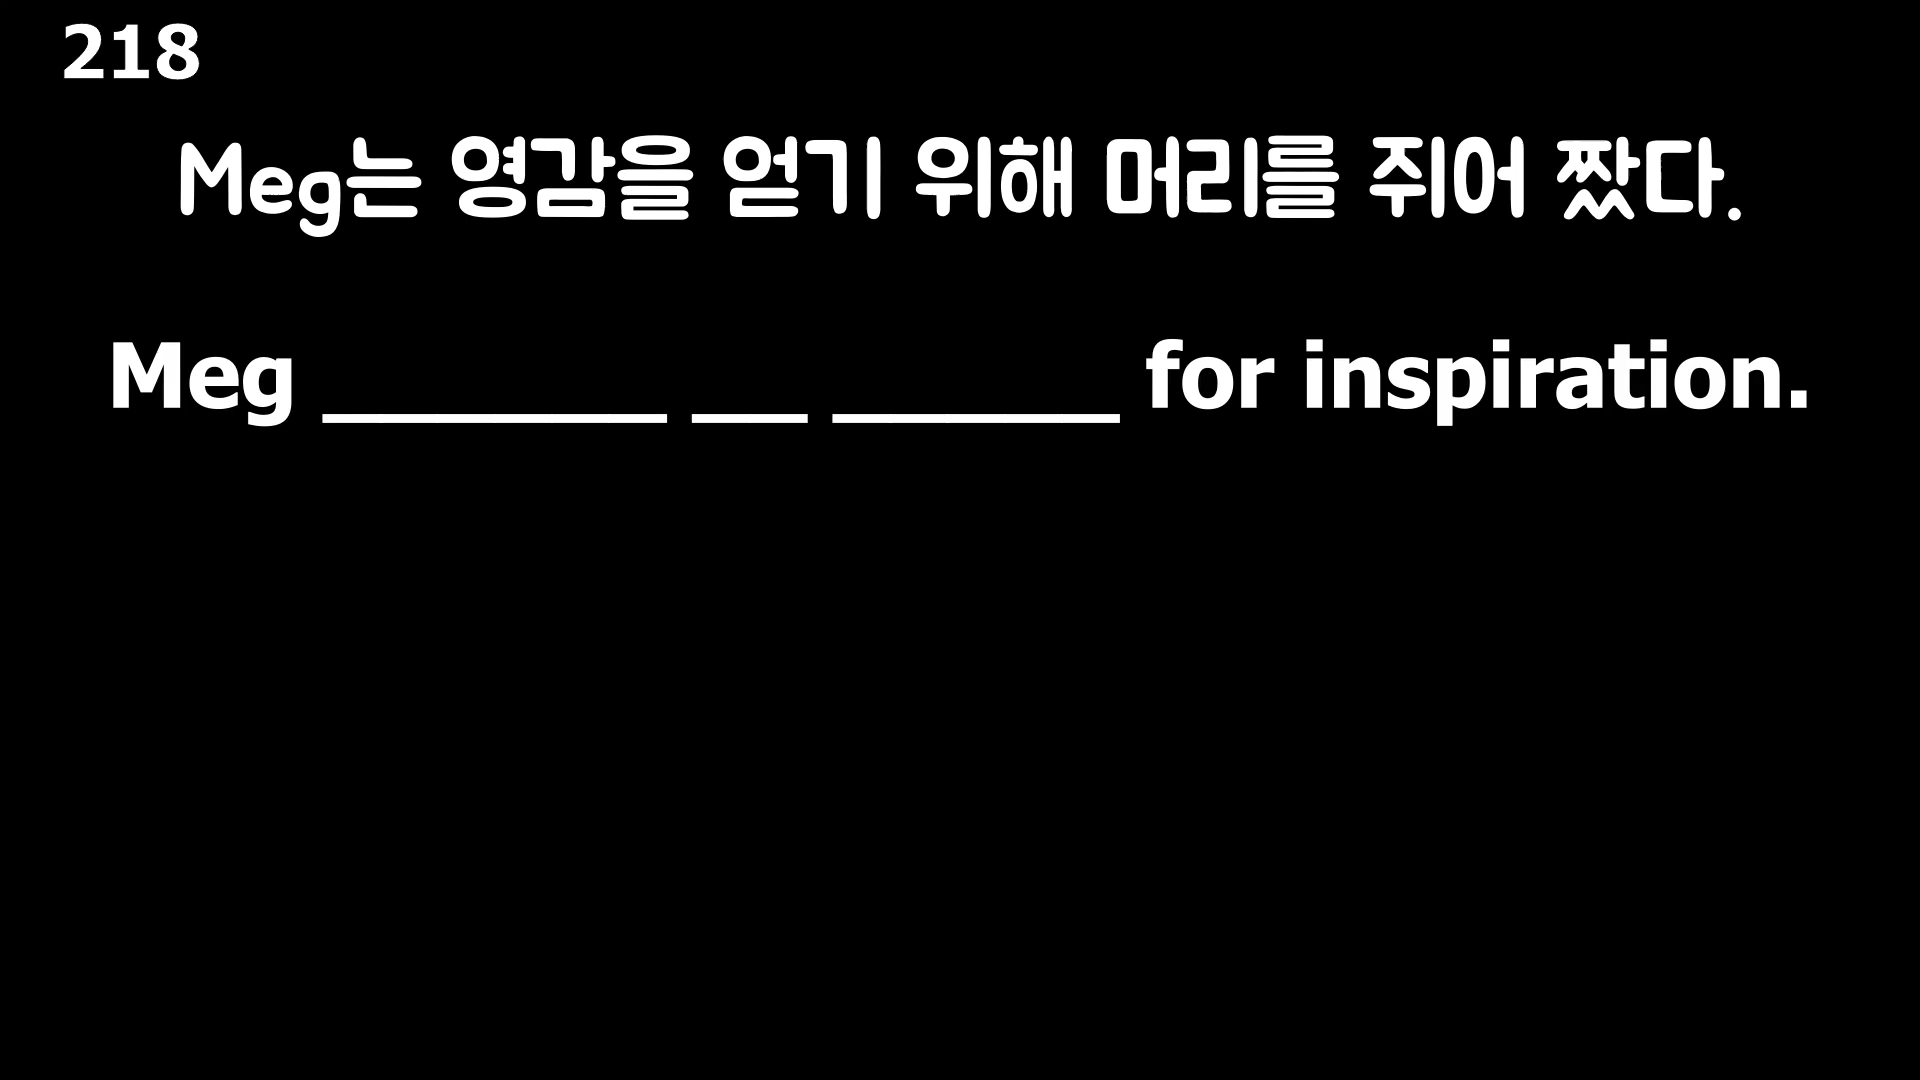 218
Meg는 영감을 얻기 위해 머리를 쥐어 짰다.
Meg ______ __ _____ for inspiration.